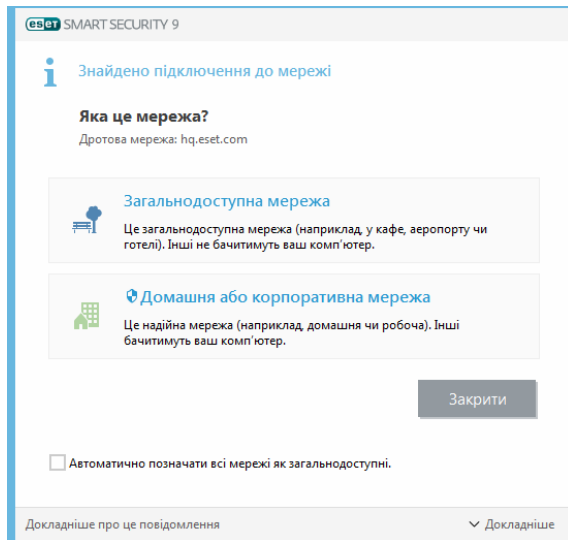 eset SMART SECURITY 9
Знайдено підключення до мережі
Яка це мережа?
Дротова мережа: hq.eset.com
Загальнодоступна мережа
Це загальнодоступна мережа (наприклад, у кафе, аеропорту чи
готелі). Інші не бачитимуть ваш комп'ютер.
Домашня або корпоративна мережа
Це надійна мережа (наприклад, домашня чи робоча). Інші
бачитимуть ваш комп'ютер.
Закрити
Автоматично позначати всі мережі як загальнодоступні.
Докладніше про це повідомлення
Докладніше